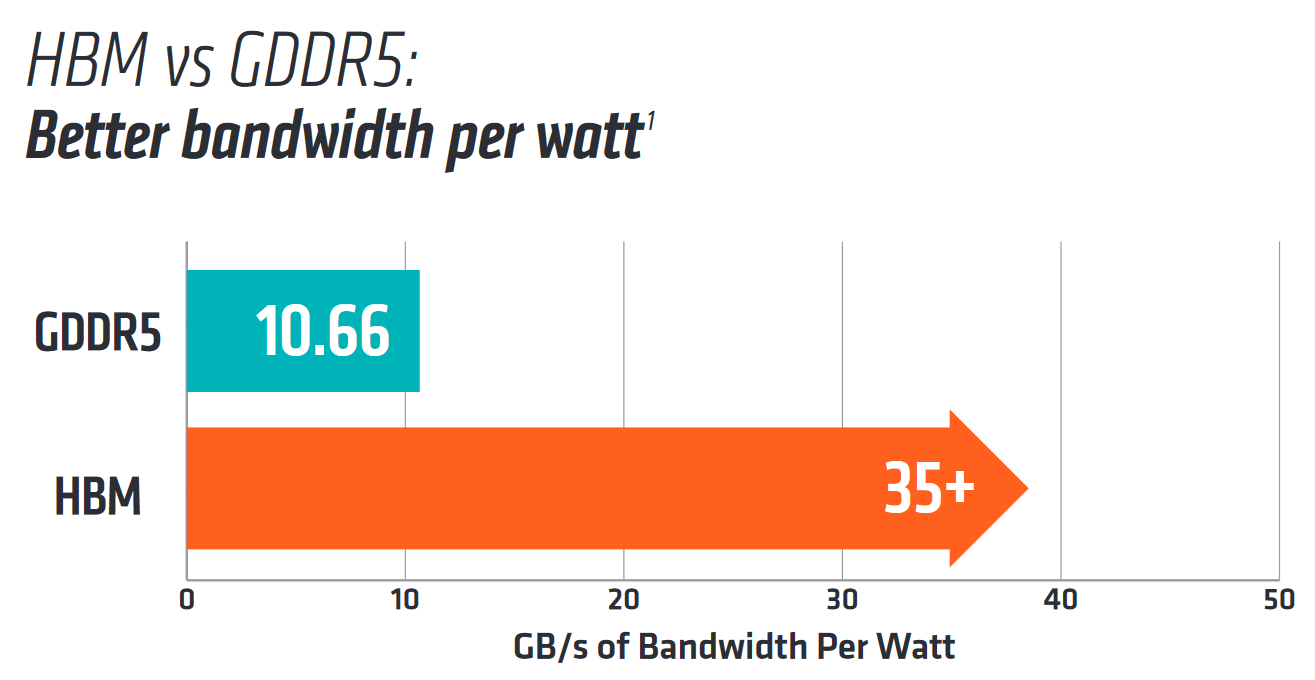 HBM vs GDDR5:
Better bandwidth per watt¹
GDDR5
10.66
HBM
35+
0 10 20 30 40 50
GB/s of Bandwidth Per Watt